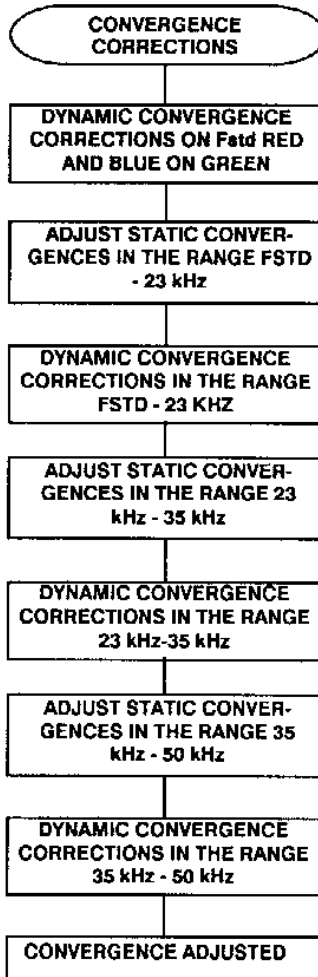 CONVERGENCE
CORRECTIONS
DYNAMIC CONVERGENCE
CORRECTIONS ON Fstd RED
AND BLUE ON GREEN
ADJUST STATIC CONVER-
GENCES IN THE RANGE FSTD
- 23 kHz
DYNAMIC CONVERGENCE
CORRECTIONS IN THE RANGE
FSTD - 23 KHZ
ADJUST STATIC CONVER-
GENCES IN THE RANGE 23
kHz - 35 kHz
DYNAMIC CONVERGENCE
CORRECTIONS IN THE RANGE
23 kHz-35 kHz
ADJUST STATIC CONVER-
GENCES IN THE RANGE 35
kHz - 50 kHz
DYNAMIC CONVERGENCE
CORRECTIONS IN THE RANGE
35 kHz - 50 kHz
CONVERGENCE ADJUSTED